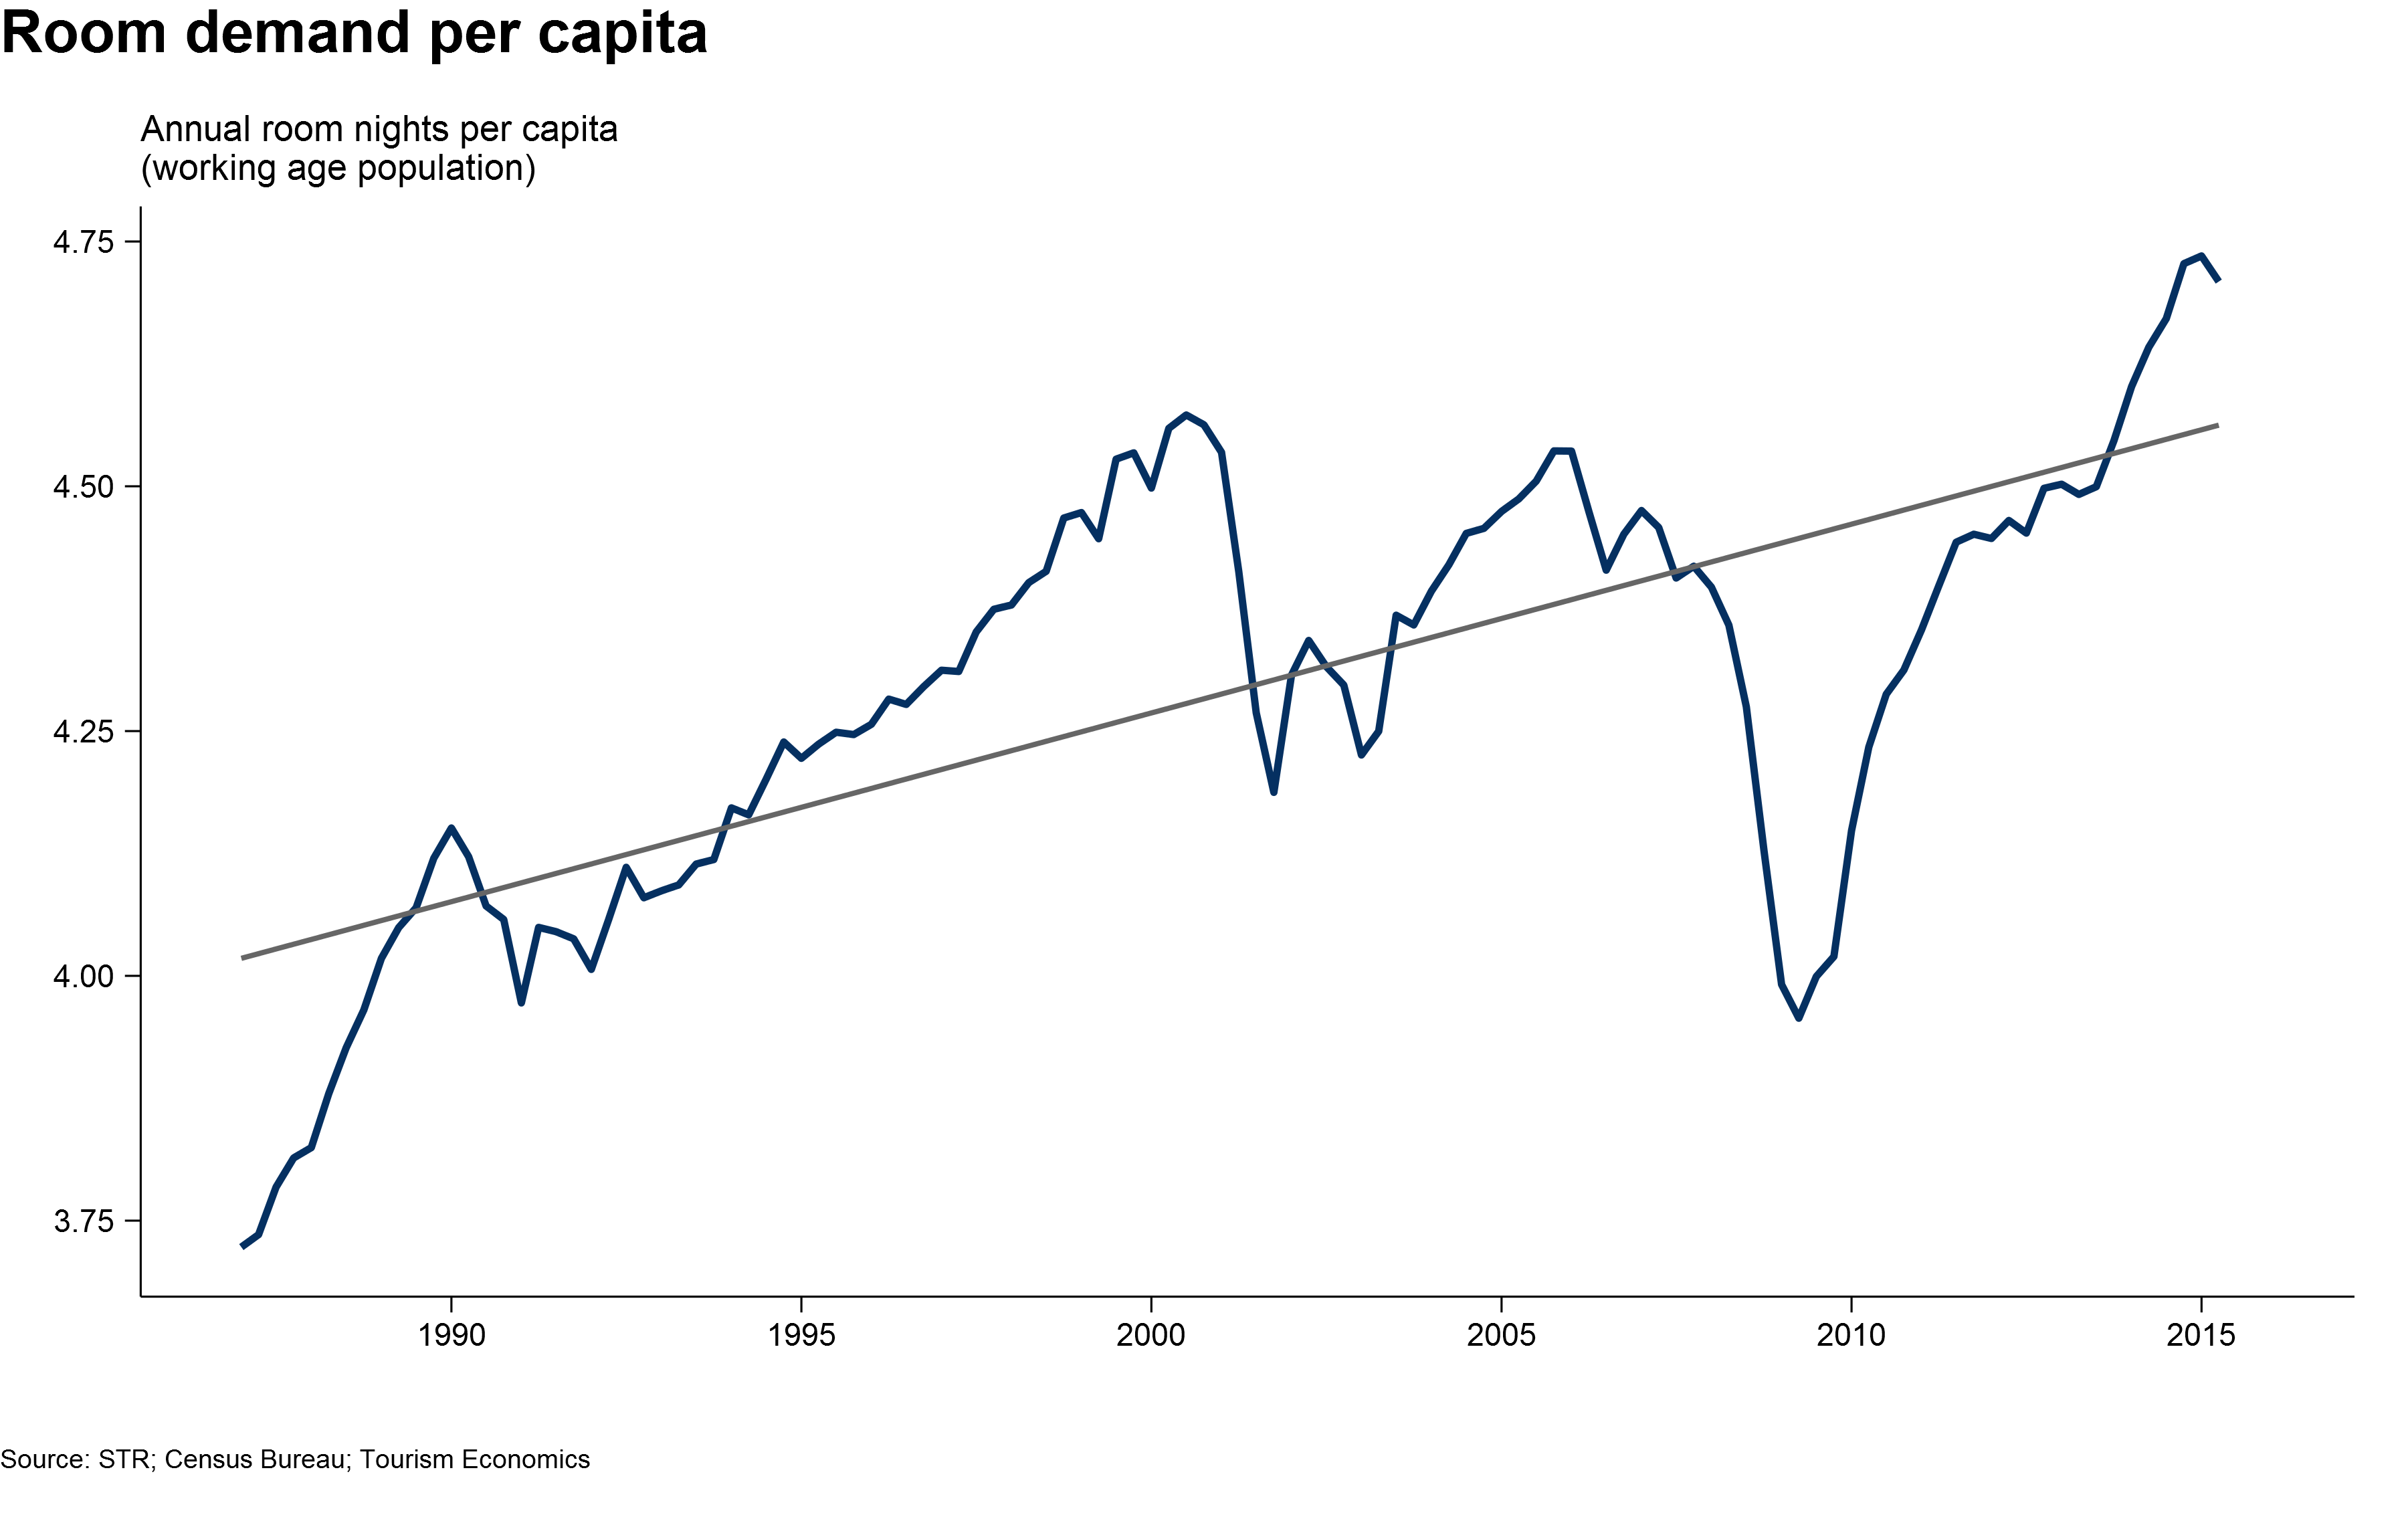 Room demand per capita
Annual room nights per capita
(working age population)
4.75
4.50
4.25
4.00
3.75
1990 1995 2000 2005 2010 2015
Source: STR; Census Bureau; Tourism Economics